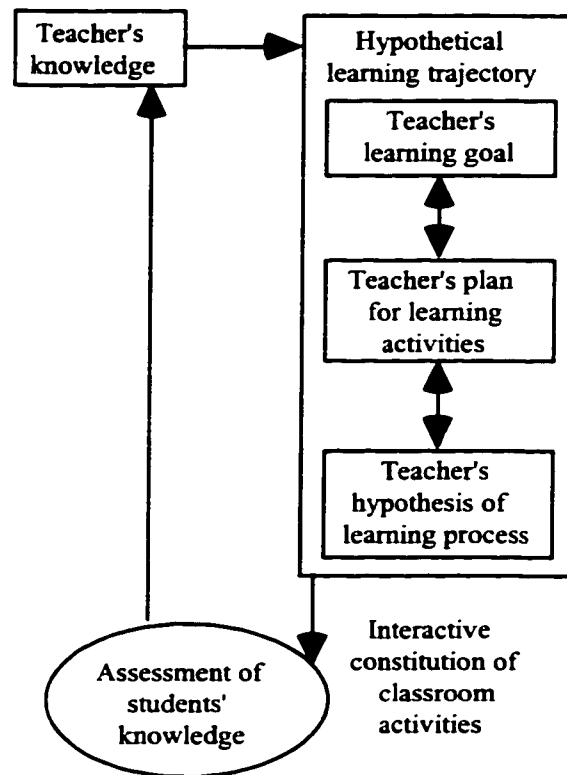 Teacher's
knowledge
Hypothetical
learning trajectory
Teacher's
learning goal
Teacher's plan
for learning
activities
Teacher's
hypothesis of
learning process
Interactive
constitution of
classroom
activities
Assessment of
students'
knowledge